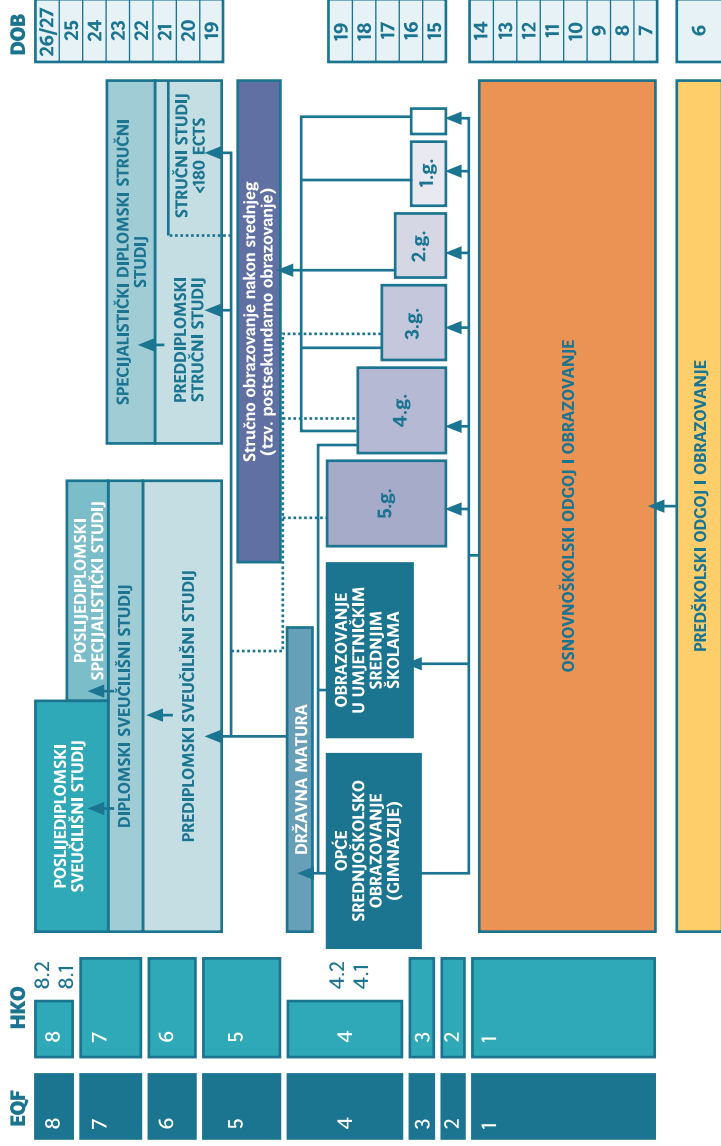 EQF
8
7
6
5
4
3
2
1
HKO
8
8.2
8.1
7
6
5
4
4.2
4.1
3
2
1
POSLIJEDIPLOMSKI
SVEUČILIŠNI STUDIJ
POSLIJEDIPLOMSKI
SPECIJALISTIČKI STUDIJ
DIPLOMSKI SVEUČILIŠNI STUDIJ
PREDIPLOMSKI SVEUČILIŠNI STUDIJ
SPECIJALISTIČKI DIPLOMSKI STRUČNI
STUDIJ
PREDDIPLOMSKI
STRUČNI STUDIJ
STRUČNI STUDIJ
<180 ECTS
Stručno obrazovanje nakon srednjeg
(tzv. postsekundarno obrazovanje)
DRŽAVNA MATURA
OPĆE
SREDNJOŠKOLSKO
OBRAZOVANJE
(GIMNAZIJE)
OBRAZOVANJE
U UMJETNIČKIM
SREDNJIM
ŠKOLAMA
5.g.
4.g.
3.g.
2.g.
1.g.
OSNOVNOŠKOLSKI ODGOJ I OBRAZOVANJE
PREDŠKOLSKI ODGOJ I OBRAZOVANJE
DOB
26/27
25
24
23
22
21
20
19
19
18
17
16
15
14
13
12
11
10
9
8
7
6